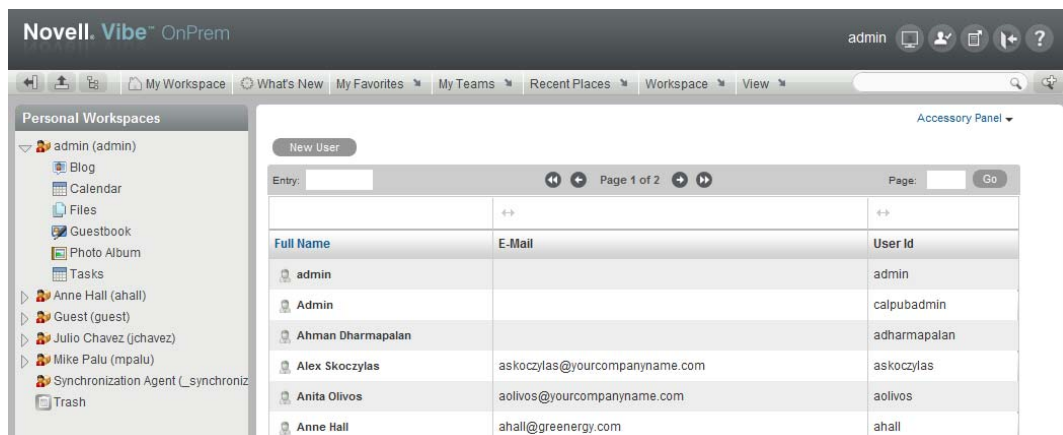 Novell. Vibe™ OnPrem
admin
?
My Workspace What's New My Favorites My Teams Recent Places Workspace View
Personal Workspaces
admin (admin)
Blog
Calendar
Files
Guestbook
Photo Album
Tasks
Anne Hall (ahall)
Guest (guest)
Julio Chavez (jchavez)
Mike Palu (mpalu)
Synchronization Agent (_synchroniz
Trash
Accessory Panel
New User
Entry: Page 1 of 2 Page: Go
Full Name E-Mail User Id
admin admin
Admin calpubadmin
Ahman Dharmapalan adharmapalan
Alex Skoczylas askoczylas@yourcompanyname.com askoczylas
Anita Olivos aolivos@yourcompanyname.com aolivos
Anne Hall ahall@greenergy.com ahall